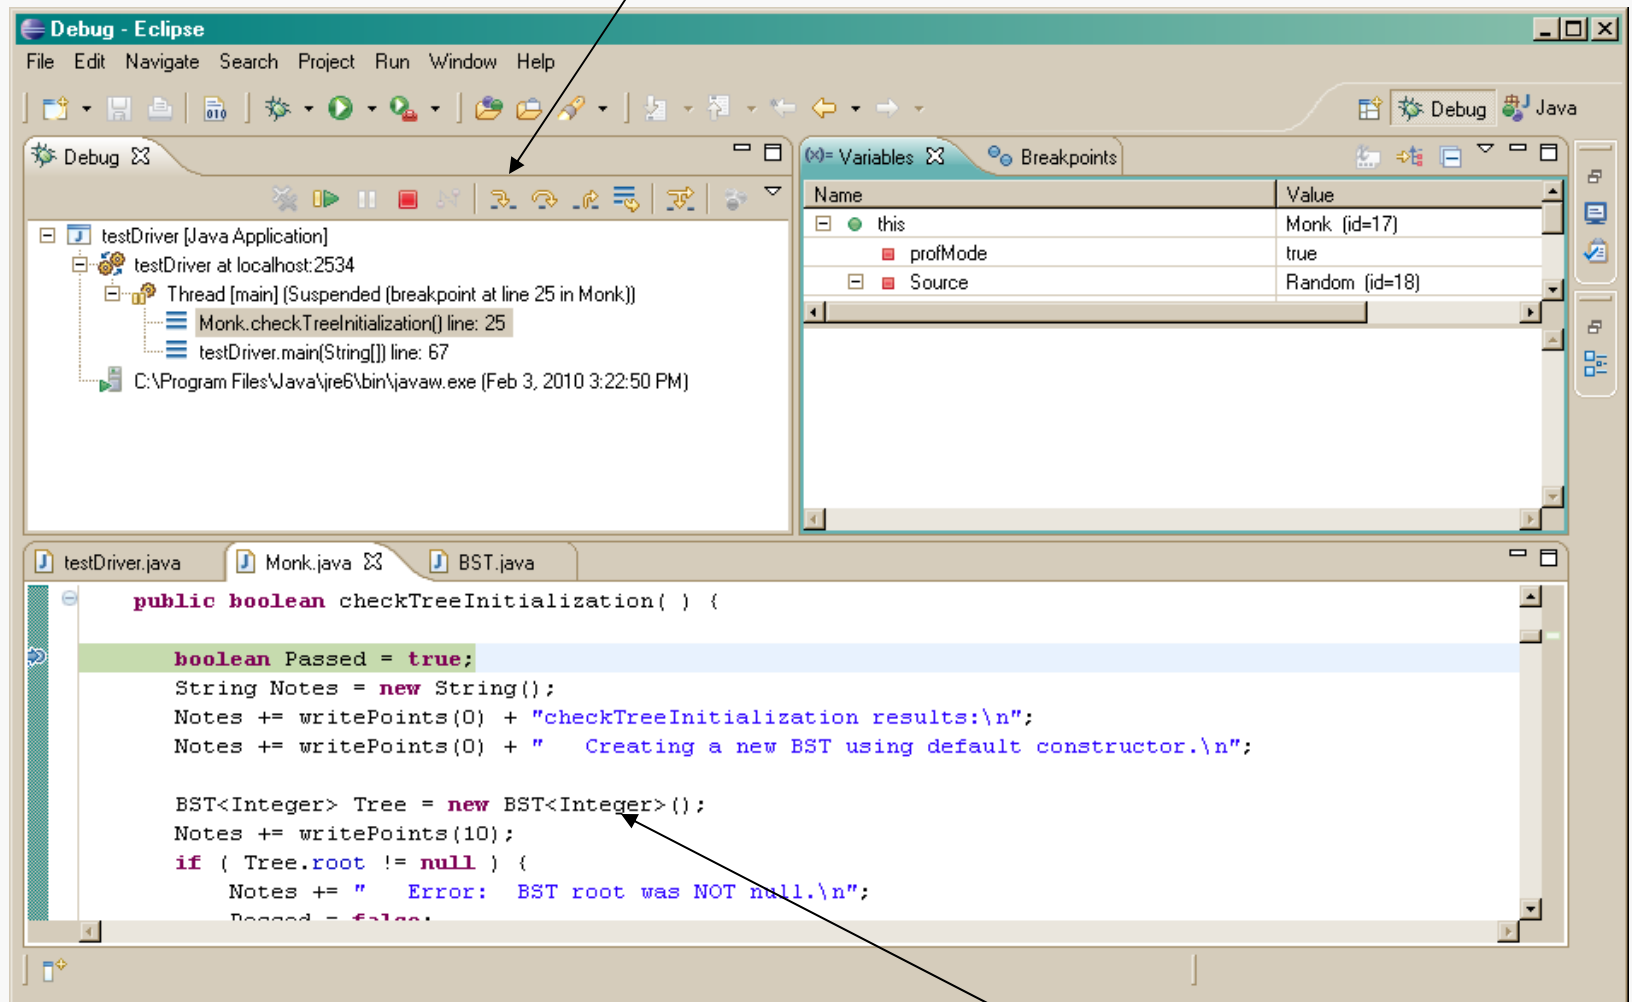 Debug - Eclipse
File Edit Navigate Search Project Run Window Help
010
Debug Java
Debug
(x)= Variables Breakpoints
Name Value
this Monk (id=17)
profMode true
Source Random (id=18)
testDriver [Java Application]
testDriver at localhost:2534
Thread [main] (Suspended (breakpoint at line 25 in Monk))
Monk.checkTreeInitialization() line: 25
testDriver.main(String[]) line: 67
C:\Program Files\Java\jre6\bin\javaw.exe (Feb 3, 2010 3:22:50 PM)
testDriver.java Monk.java BST.java
public boolean checkTreeInitialization( ) {
boolean Passed = true;
String Notes = new String();
Notes += writePoints(0) + "checkTreeInitialization results:\n";
Notes += writePoints(0) + "   Creating a new BST using default constructor.\n";
BST<Integer> Tree = new BST<Integer>();
Notes += writePoints(10);
if ( Tree.root != null ) {
Notes += "   Error:  BST root was NOT null.\n";
Passed = false;